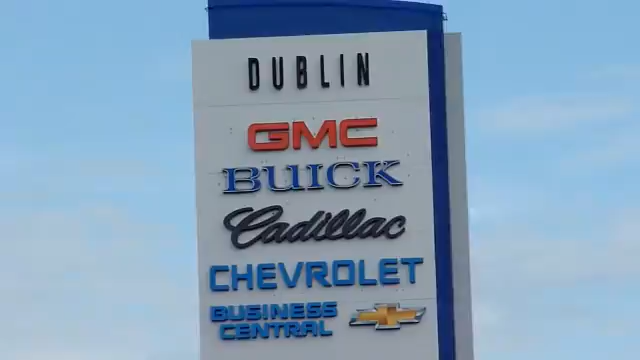 DUBLIN
GMC
BUICK
Cadillac
CHEVROLET
BUSINESS
CENTRAL